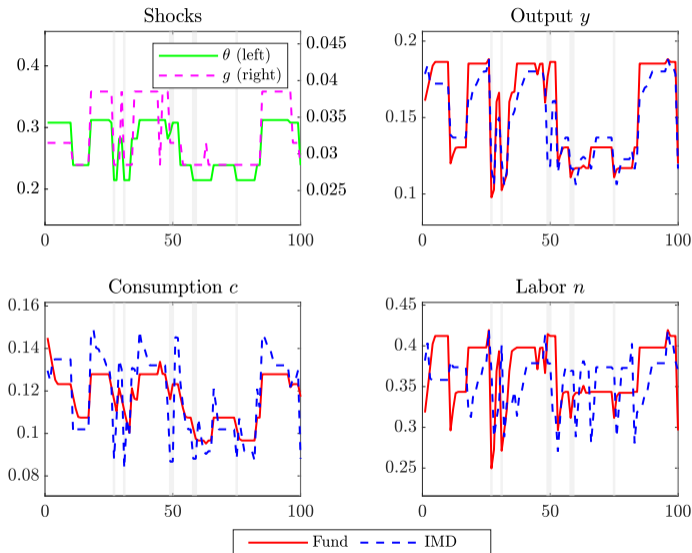 Shocks
Output y
0.4
0.3
0.2
0.045
0.04
0.035
0.03
0.025
θ (left)
g (right)
0 50 100
0.2
0.15
0.1
0 50 100
Consumption c
Labor n
0.16
0.14
0.12
0.1
0.08
0 50 100
0.45
0.4
0.35
0.3
0.25
0 50 100
Fund IMD